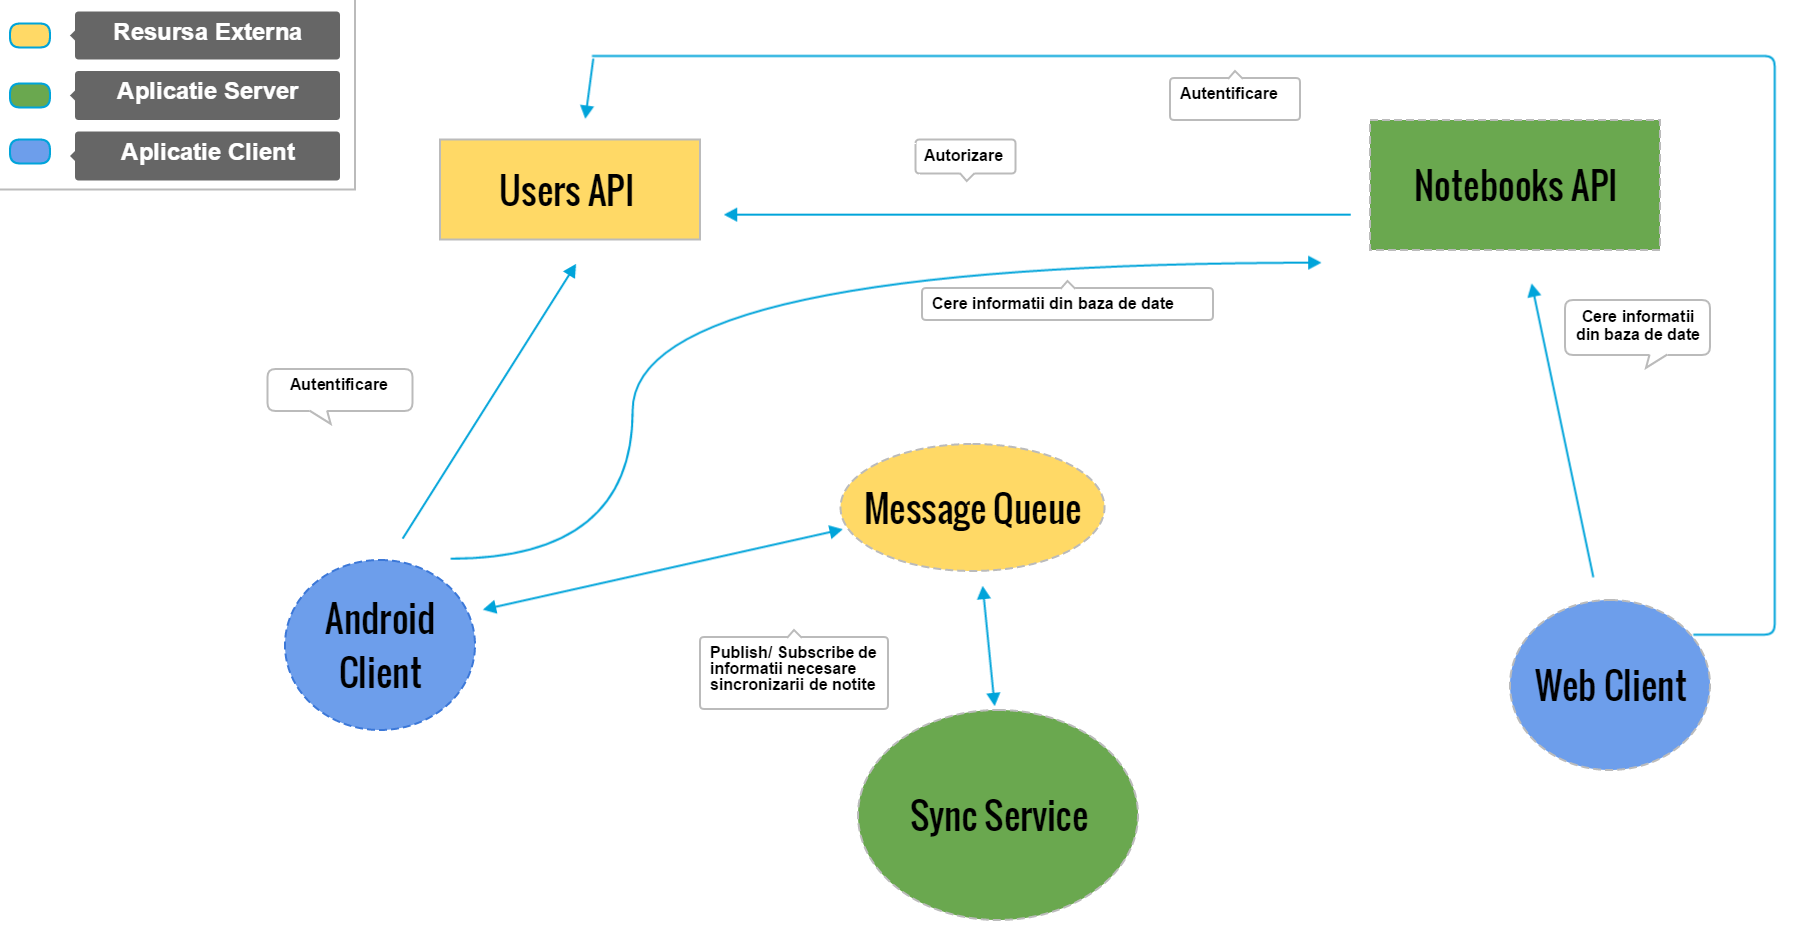 Resursa Externa
Aplicatie Server
Aplicatie Client
Autentificare
Autorizare
Users API
Notebooks API
Cere informatii din baza de date
Cere informatii
din baza de date
Autentificare
Message Queue
Android
Client
Publish/ Subscribe de
informatii necesare
sincronizarii de notite
Web Client
Sync Service